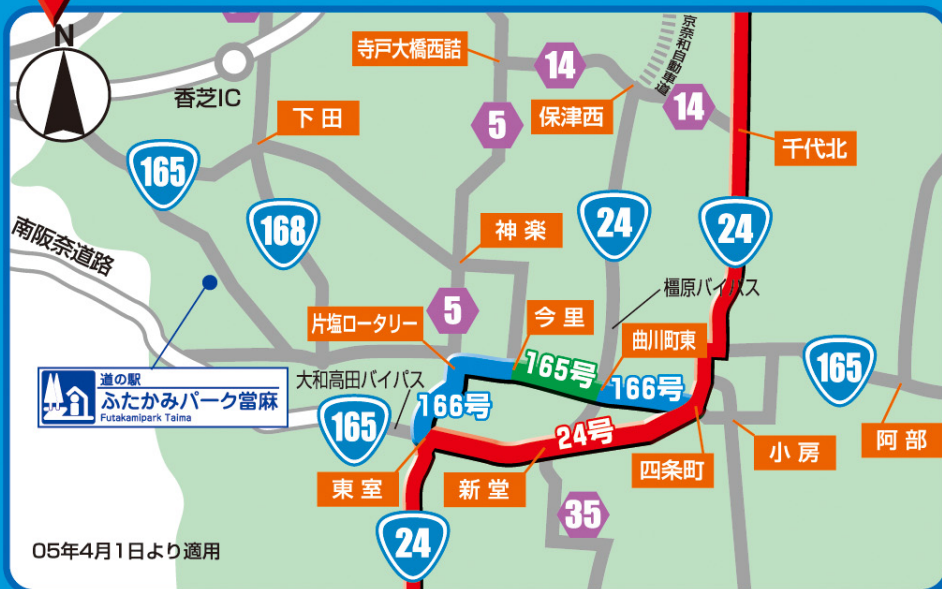 N
京奈和自動車道
寺戸大橋西詰
14
香芝IC
下田
5
保津西
14
千代北
165
168
神楽
24
24
南阪奈道路
橿原バイパス
片塩ロータリー
5
今里
曲川町東
165号
165
道の駅
ふたかみパーク當麻
Futakamipark Taima
大和高田バイパス
166号
166号
165
24号
阿部
小房
四条町
東室
新堂
35
24
05年4月1日より適用